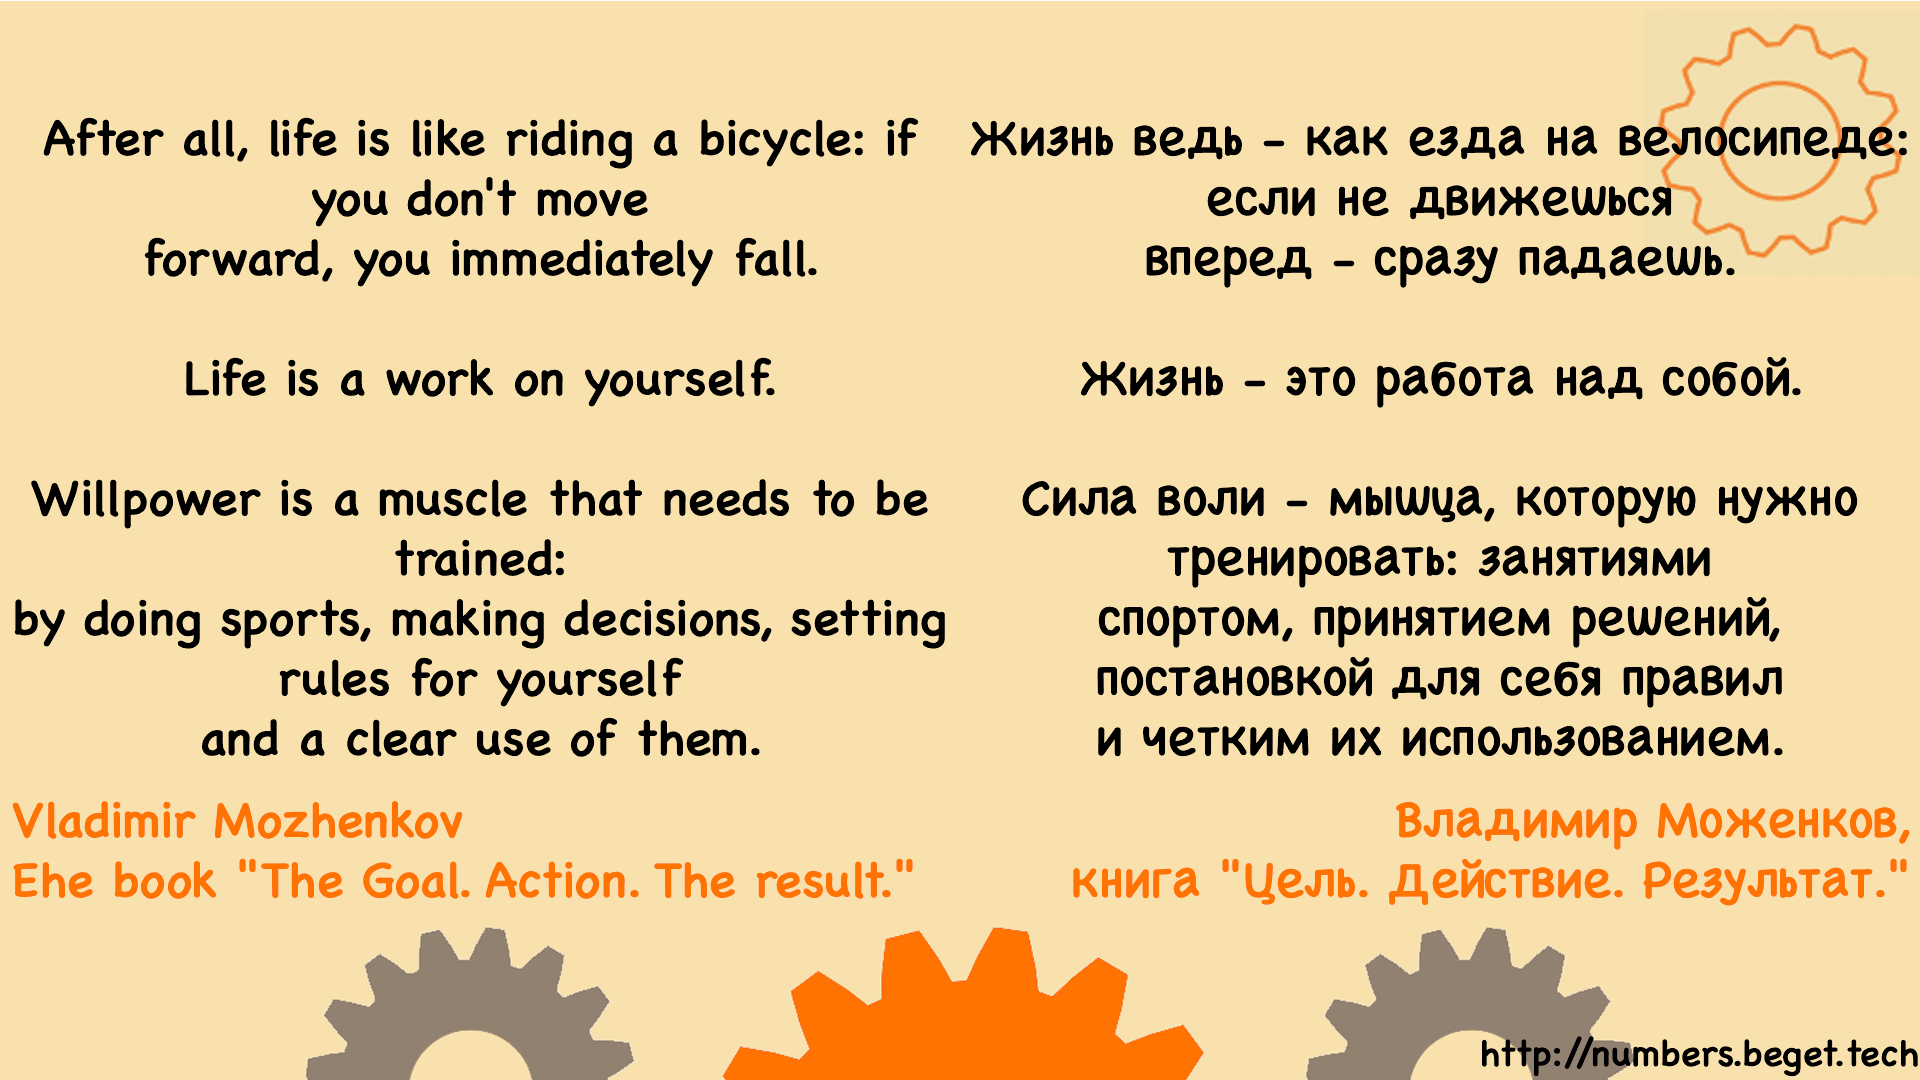 After all, life is like riding a bicycle: if
you don't move
forward, you immediately fall.
Life is a work on yourself.
Willpower is a muscle that needs to be
trained:
by doing sports, making decisions, setting
rules for yourself
and a clear use of them.
Vladimir Mozhenkov
Ehe book "The Goal. Action. The result."
Жизнь ведь - как езда на велосипеде:
если не движешься
вперед - сразу падаешь.
Жизнь - это работа над собой.
Сила воли - мышца, которую нужно
тренировать: занятиями
спортом, принятием решений,
постановкой для себя правил
и четким их использованием.
Владимир Моженков,
книга "Цель. Действие. Результат."
http://numbers.beget.tech